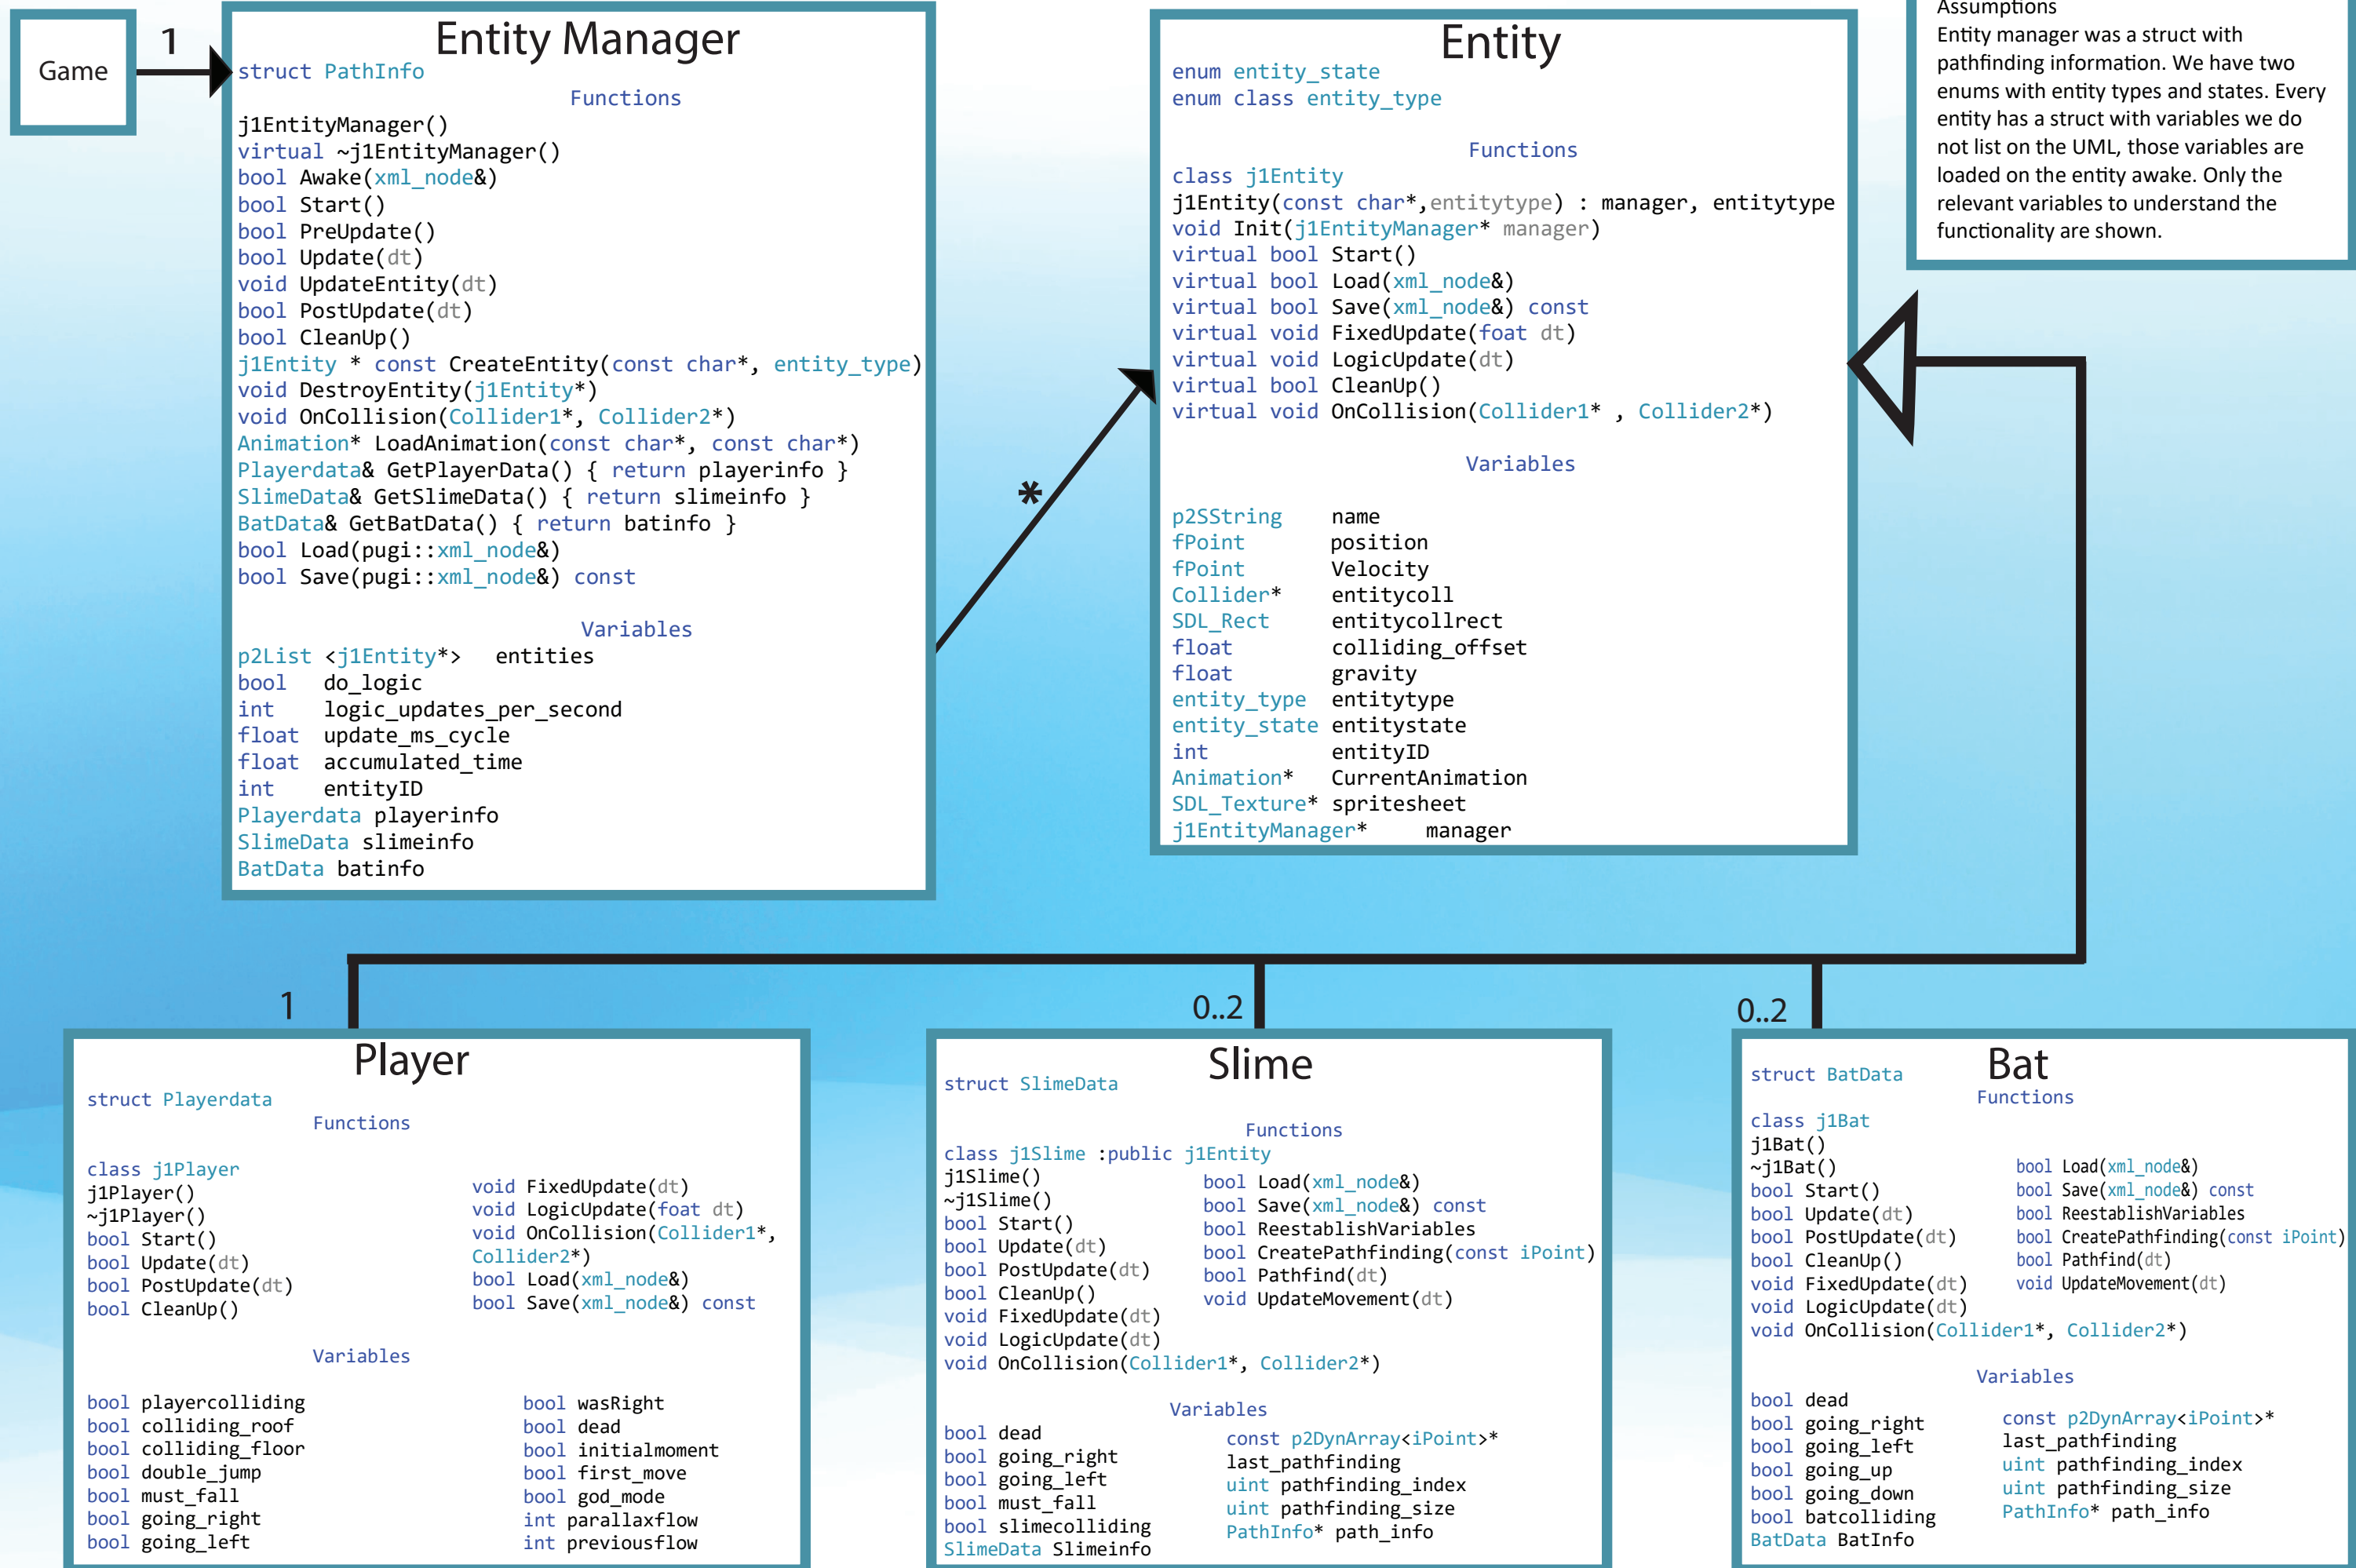 Game
1
Entity Manager
struct PathInfo
Functions
j1EntityManager()
virtual ~j1EntityManager()
bool Awake(xml_node&)
bool Start()
bool PreUpdate()
bool Update(dt)
void UpdateEntity(dt)
bool PostUpdate(dt)
bool CleanUp()
j1Entity * const CreateEntity(const char*, entity_type)
void DestroyEntity(j1Entity*)
void OnCollision(Collider1*, Collider2*)
Animation* LoadAnimation(const char*, const char*)
Playerdata& GetPlayerData() { return playerinfo }
SlimeData& GetSlimeData() { return slimeinfo }
BatData& GetBatData() { return batinfo }
bool Load(pugi::xml_node&)
bool Save(pugi::xml_node&) const
Variables
p2List <j1Entity*> entities
bool do_logic
int logic_updates_per_second
float update_ms_cycle
float accumulated_time
int entityID
Playerdata playerinfo
SlimeData slimeinfo
BatData batinfo
*
Entity
enum entity_state
enum class entity_type
Functions
class j1Entity
j1Entity(const char*,entitytype) : manager, entitytype
void Init(j1EntityManager* manager)
virtual bool Start()
virtual bool Load(xml_node&)
virtual bool Save(xml_node&) const
virtual void FixedUpdate(foat dt)
virtual void LogicUpdate(dt)
virtual bool CleanUp()
virtual void OnCollision(Collider1* , Collider2*)
Variables
p2SString name
fPoint position
fPoint Velocity
Collider* entitycoll
SDL_Rect entitycollrect
float colliding_offset
float gravity
entity_type entitytype
entity_state entitystate
int entityID
Animation* CurrentAnimation
SDL_Texture* spritesheet
j1EntityManager* manager
Assumptions
Entity manager was a struct with
pathfinding information. We have two
enums with entity types and states. Every
entity has a struct with variables we do
not list on the UML, those variables are
loaded on the entity awake. Only the
relevant variables to understand the
functionality are shown.
1
0..2
0..2
Player
struct Playerdata
Functions
class j1Player
j1Player()
~j1Player()
bool Start()
bool Update(dt)
bool PostUpdate(dt)
bool CleanUp()
void FixedUpdate(dt)
void LogicUpdate(foat dt)
void OnCollision(Collider1*,
Collider2*)
bool Load(xml_node&)
bool Save(xml_node&) const
Variables
bool playercolliding
bool colliding_roof
bool colliding_floor
bool double_jump
bool must_fall
bool going_right
bool going_left
bool wasRight
bool dead
bool initialmoment
bool first_move
bool god_mode
int parallaxflow
int previousflow
Slime
struct SlimeData
Functions
class j1Slime :public j1Entity
j1Slime()
~j1Slime()
bool Start()
bool Update(dt)
bool PostUpdate(dt)
bool CleanUp()
void FixedUpdate(dt)
void LogicUpdate(dt)
void OnCollision(Collider1*, Collider2*)
bool Load(xml_node&)
bool Save(xml_node&) const
bool ReestablishVariables
bool CreatePathfinding(const iPoint)
bool Pathfind(dt)
void UpdateMovement(dt)
Variables
bool dead
bool going_right
bool going_left
bool must_fall
bool slimecolliding
SlimeData Slimeinfo
const p2DynArray<iPoint>*
last_pathfinding
uint pathfinding_index
uint pathfinding_size
PathInfo* path_info
Bat
struct BatData
Functions
class j1Bat
j1Bat()
~j1Bat()
bool Start()
bool Update(dt)
bool PostUpdate(dt)
bool CleanUp()
void FixedUpdate(dt)
void LogicUpdate(dt)
void OnCollision(Collider1*, Collider2*)
bool Load(xml_node&)
bool Save(xml_node&) const
bool ReestablishVariables
bool CreatePathfinding(const iPoint)
bool Pathfind(dt)
void UpdateMovement(dt)
Variables
bool dead
bool going_right
bool going_left
bool going_up
bool going_down
bool batcolliding
BatData BatInfo
const p2DynArray<iPoint>*
last_pathfinding
uint pathfinding_index
uint pathfinding_size
PathInfo* path_info